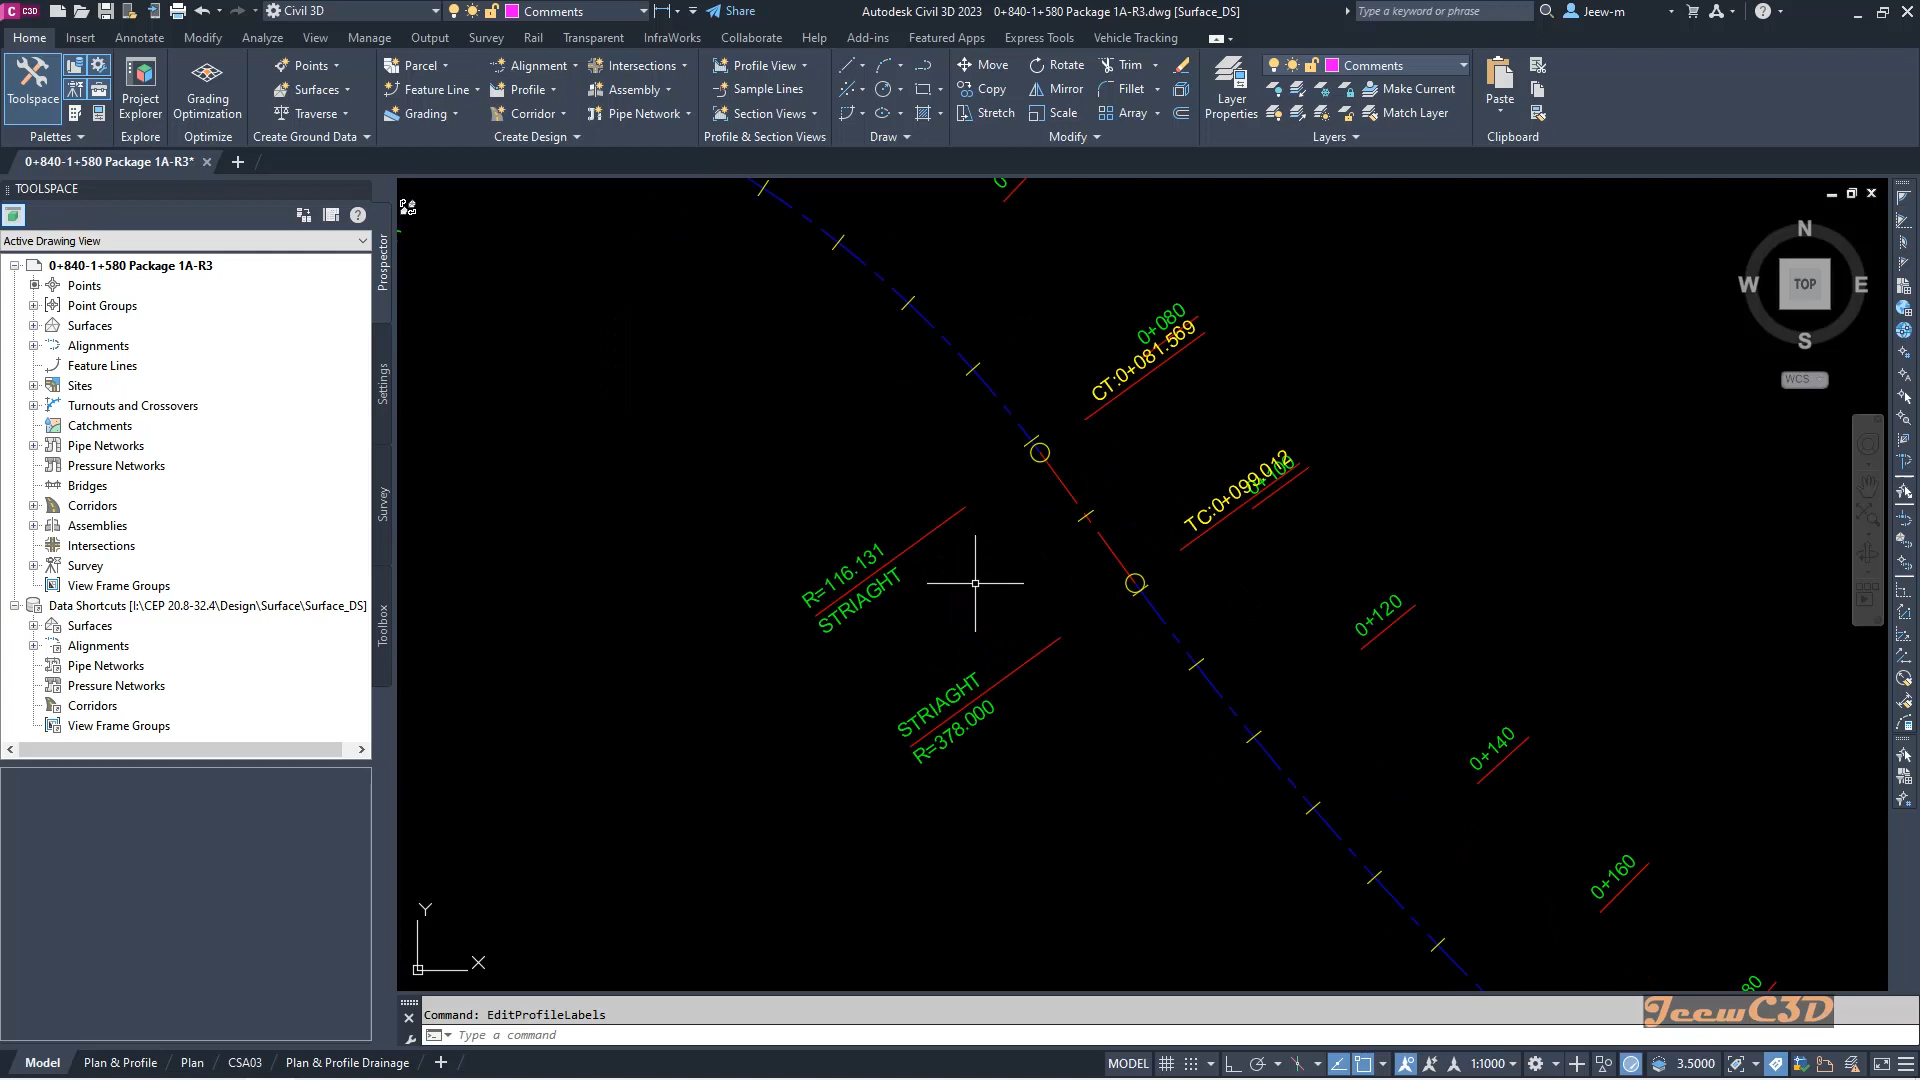 Civil 3D
Comments
Share
Autodesk Civil 3D 2023 0+840-1+580 Package 1A-R3.dwg [Surface_DS]
Type a keyword or phrase
Jeew-m
Home Insert Annotate Modify Analyze View Manage Output Survey Rail Transparent InfraWorks Collaborate Help Add-ins Featured Apps Express Tools Vehicle Tracking
Points Parcel Alignment Intersections Profile View Move Rotate Trim Comments
Surfaces Feature Line Profile Assembly Sample Lines Copy Mirror Fillet Make Current
Traverse Grading Corridor Pipe Network Section Views Stretch Scale Array Match Layer
Toolspace
Project Explorer
Grading Optimization
Layer Properties
Paste
Palettes Explore Optimize Create Ground Data Create Design Profile & Section Views Draw Modify Layers Clipboard
0+840-1+580 Package 1A-R3*
TOOLSPACE
Active Drawing View
0+840-1+580 Package 1A-R3
Points
Point Groups
Surfaces
Alignments
Feature Lines
Sites
Turnouts and Crossovers
Catchments
Pipe Networks
Pressure Networks
Bridges
Corridors
Assemblies
Intersections
Survey
View Frame Groups
Data Shortcuts [I:\CEP 20.8-32.4\Design\Surface\Surface_DS]
Surfaces
Alignments
Pipe Networks
Pressure Networks
Corridors
View Frame Groups
Prospector
Settings
Survey
Toolbox
N
W TOP E
S
WCS
0+080
CT:0+081.569
TC:0+099.012
0+100
R=116.131
STRIAGHT
STRIAGHT
R=378.000
0+120
0+140
0+160
Y
X
Command: EditProfileLabels
Type a command
JeewC3D
Model Plan & Profile Plan CSA03 Plan & Profile Drainage
MODEL 1:1000 3.5000